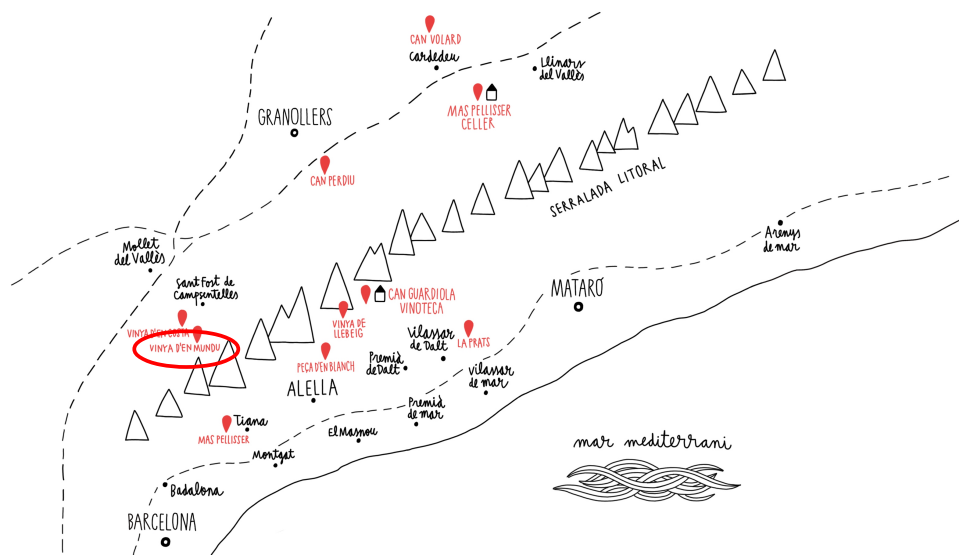 CAN VOLARD
Cardedeu
Llinars
del Vallès
MAS PELLISSER
CELLER
GRANOLLERS
CAN PERDIU
SERRALADA LITORAL
Arenys
de mar
Mollet
del Vallès
Sant Fost de
Campsentelles
CAN GUARDIOLA
VINOTECA
MATARÓ
VINYA DE
LLEBEIG
VINYA D'EN COSTA
VINYA D'EN MUNDU
Vilassar
de Dalt
LA PRATS
PEÇA D'EN BLANCH
Premià
de Dalt
Vilassar
de mar
ALELLA
Premià
de mar
Tiana
MAS PELLISSER
El Masnou
Montgat
mar mediterrani
Badalona
BARCELONA